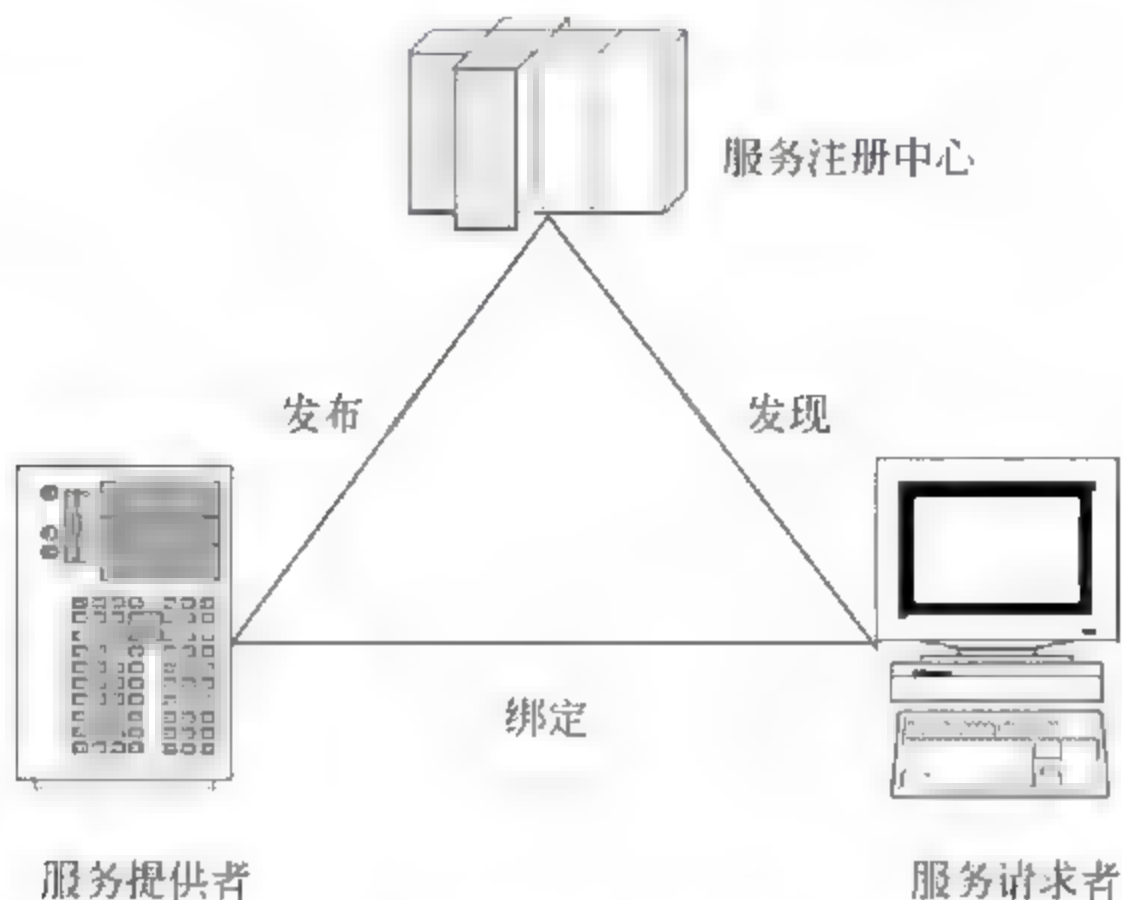 服务注册中心
发布
发现
绑定
服务提供者
服务请求者